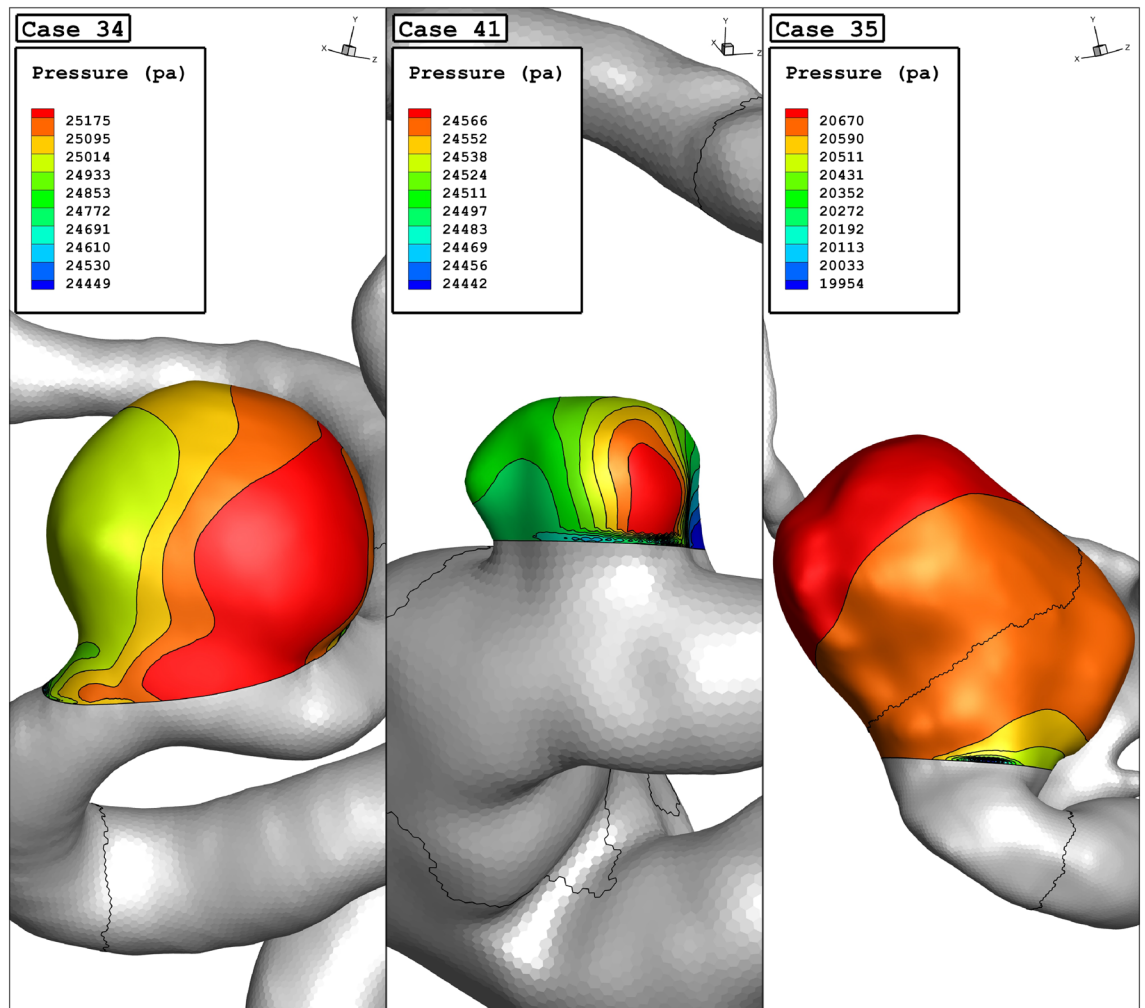 Case 34
Pressure (pa)
25175
25095
25014
24933
24853
24772
24691
24610
24530
24449
X
Y
Z
Case 41
Pressure (pa)
24566
24552
24538
24524
24511
24497
24483
24469
24456
24442
X
Y
Z
Case 35
Pressure (pa)
20670
20590
20511
20431
20352
20272
20192
20113
20033
19954
X
Y
Z